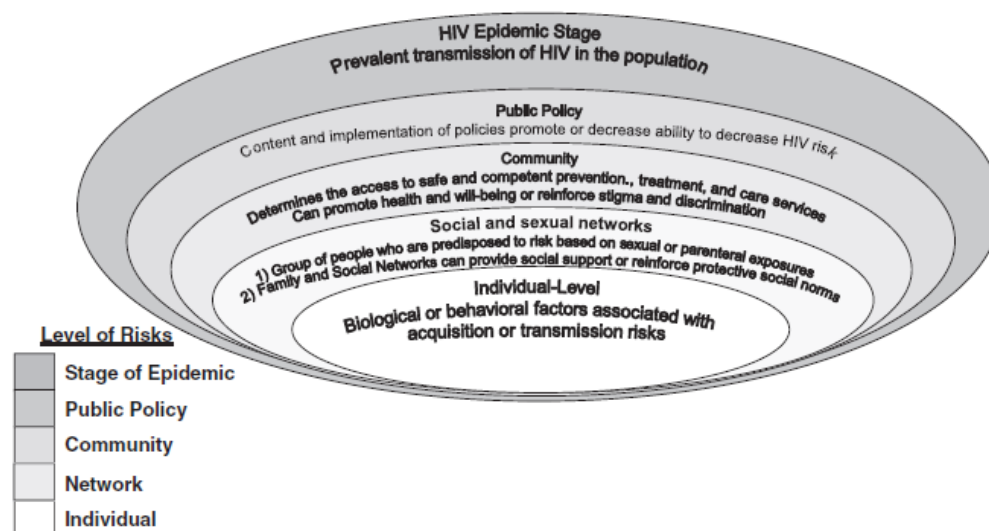 HIV Epidemic Stage
Prevalent transmission of HIV in the population
Public Policy
Content and implementation of policies promote or decrease ability to decrease HIV risk
Community
Determines the access to safe and competent prevention., treatment, and care services
Can promote health and will-being or reinforce stigma and discrimination
Social and sexual networks
1) Group of people who are predisposed to risk based on sexual or parenteral exposures
2) Family and Social Networks can provide social support or reinforce protective social norms
Individual-Level
Biological or behavioral factors associated with
acquisition or transmission risks
Level of Risks
Stage of Epidemic
Public Policy
Community
Network
Individual